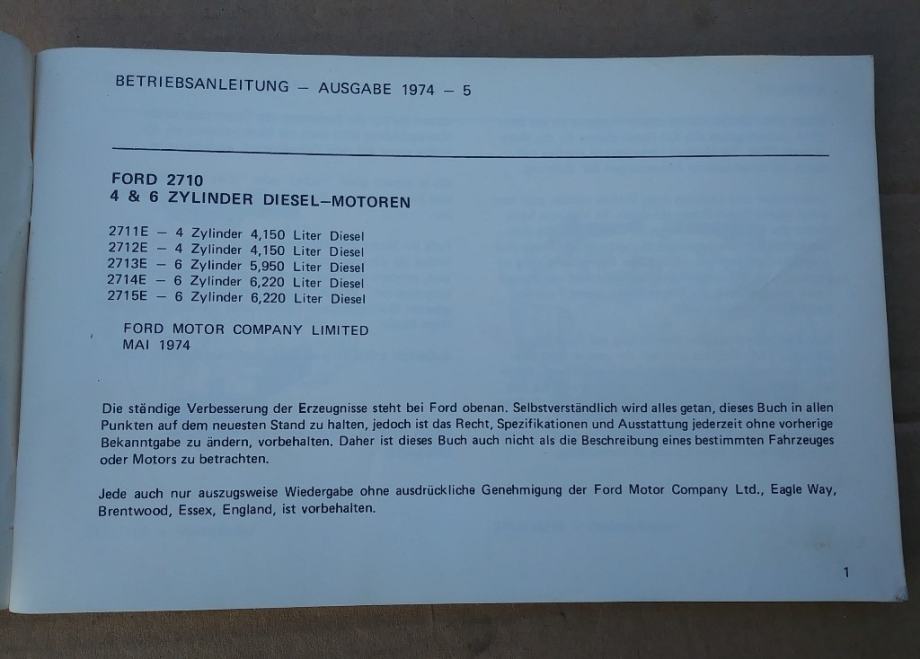 BETRIEBSANLEITUNG – AUSGABE 1974 – 5
FORD 2710
4 & 6 ZYLINDER DIESEL–MOTOREN
2711E – 4 Zylinder 4,150 Liter Diesel
2712E – 4 Zylinder 4,150 Liter Diesel
2713E – 6 Zylinder 5,950 Liter Diesel
2714E – 6 Zylinder 6,220 Liter Diesel
2715E – 6 Zylinder 6,220 Liter Diesel
FORD MOTOR COMPANY LIMITED
MAI 1974
Die ständige Verbesserung der Erzeugnisse steht bei Ford obenan. Selbstverständlich wird alles getan, dieses Buch in allen
Punkten auf dem neuesten Stand zu halten, jedoch ist das Recht, Spezifikationen und Ausstattung jederzeit ohne vorherige
Bekanntgabe zu ändern, vorbehalten. Daher ist dieses Buch auch nicht als die Beschreibung eines bestimmten Fahrzeuges
oder Motors zu betrachten.
Jede auch nur auszugsweise Wiedergabe ohne ausdrückliche Genehmigung der Ford Motor Company Ltd., Eagle Way,
Brentwood, Essex, England, ist vorbehalten.
1